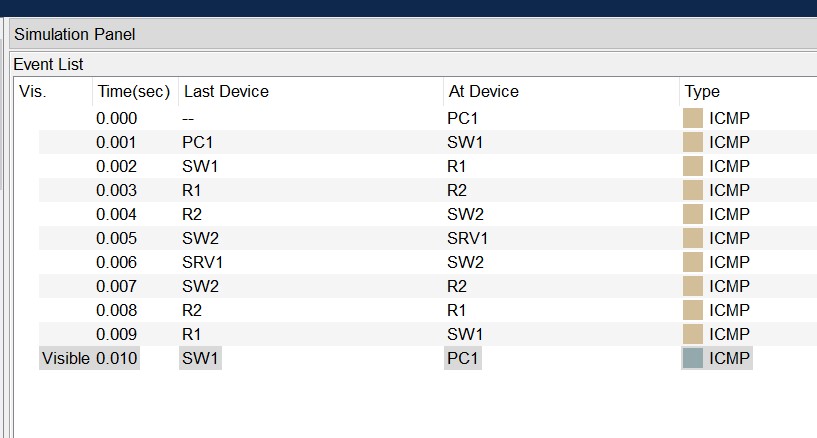 Simulation Panel
Event List
Vis. Time(sec) Last Device At Device Type
0.000 -- PC1 ICMP
0.001 PC1 SW1 ICMP
0.002 SW1 R1 ICMP
0.003 R1 R2 ICMP
0.004 R2 SW2 ICMP
0.005 SW2 SRV1 ICMP
0.006 SRV1 SW2 ICMP
0.007 SW2 R2 ICMP
0.008 R2 R1 ICMP
0.009 R1 SW1 ICMP
Visible 0.010 SW1 PC1 ICMP